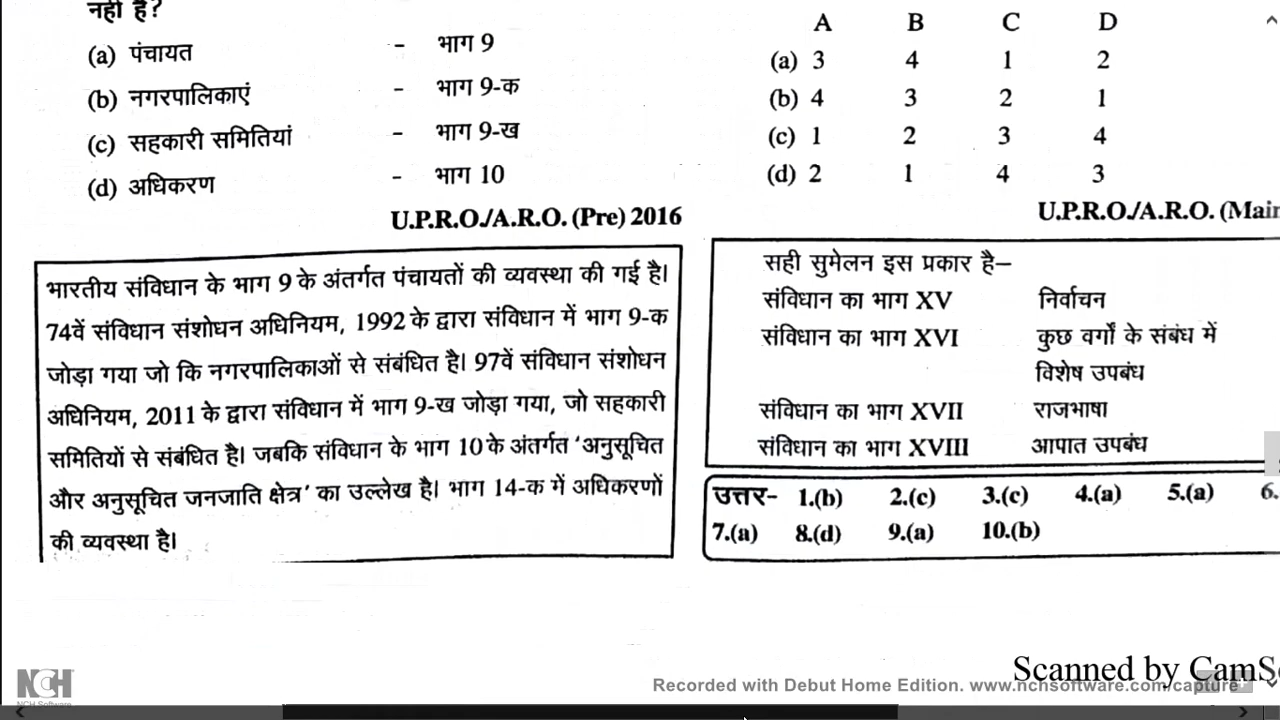 नहीं है?
(a) पंचायत - भाग 9
(b) नगरपालिकाएं - भाग 9-क
(c) सहकारी समितियां - भाग 9-ख
(d) अधिकरण - भाग 10
U.P.R.O./A.R.O. (Pre) 2016
भारतीय संविधान के भाग 9 के अंतर्गत पंचायतों की व्यवस्था की गई है।
74वें संविधान संशोधन अधिनियम, 1992 के द्वारा संविधान में भाग 9-क
जोड़ा गया जो कि नगरपालिकाओं से संबंधित है। 97वें संविधान संशोधन
अधिनियम, 2011 के द्वारा संविधान में भाग 9-ख जोड़ा गया, जो सहकारी
समितियों से संबंधित है। जबकि संविधान के भाग 10 के अंतर्गत 'अनुसूचित
और अनुसूचित जनजाति क्षेत्र' का उल्लेख है। भाग 14-क में अधिकरणों
की व्यवस्था है।
A B C D
(a) 3 4 1 2
(b) 4 3 2 1
(c) 1 2 3 4
(d) 2 1 4 3
U.P.R.O./A.R.O. (Main
सही सुमेलन इस प्रकार है–
संविधान का भाग XV निर्वाचन
संविधान का भाग XVI कुछ वर्गों के संबंध में
विशेष उपबंध
संविधान का भाग XVII राजभाषा
संविधान का भाग XVIII आपात उपबंध
उत्तर- 1.(b) 2.(c) 3.(c) 4.(a) 5.(a) 6.
7.(a) 8.(d) 9.(a) 10.(b)
Scanned by CamSc
NCH
NCH Software
Recorded with Debut Home Edition. www.nchsoftware.com/capture